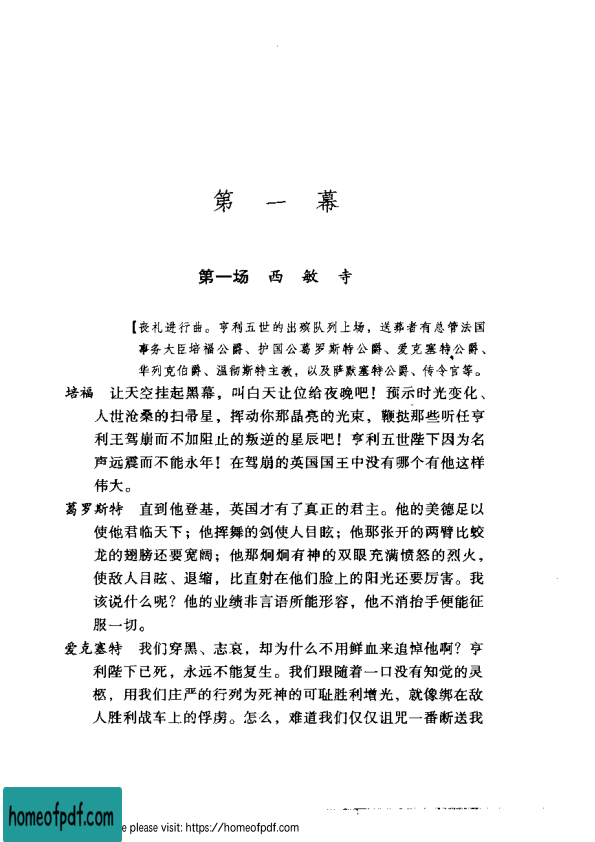 第 一 幕
第一场 西 敏 寺
【丧礼进行曲。亨利五世的出殡队列上场，送葬者有总管法国
事务大臣培福公爵、护国公葛罗斯特公爵、爱克塞特公爵、
华列克伯爵、温彻斯特主教，以及萨默塞特公爵、传令官等。
培福 让天空挂起黑幕，叫白天让位给夜晚吧！预示时光变化、
人世沧桑的扫帚星，挥动你那晶亮的光束，鞭挞那些听任亨
利王驾崩而不加阻止的叛逆的星辰吧！亨利五世陛下因为名
声远震而不能永年！在驾崩的英国国王中没有哪个有他这样
伟大。
葛罗斯特 直到他登基，英国才有了真正的君主。他的美德足以
使他君临天下；他挥舞的剑使人目眩；他那张开的两臂比蛟
龙的翅膀还要宽阔；他那炯炯有神的双眼充满愤怒的烈火，
使敌人目眩、退缩，比直射在他们脸上的阳光还要厉害。我
该说什么呢？他的业绩非言语所能形容，他不消抬手便能征
服一切。
爱克塞特 我们穿黑、志哀，却为什么不用鲜血来追悼他啊？亨
利陛下已死，永远不能复生。我们跟随着一口没有知觉的灵
柩，用我们庄严的行列为死神的可耻胜利增光，就像绑在敌
人胜利战车上的俘虏。怎么，难道我们仅仅诅咒一番断送我
homeofpdf.com
e please visit: https://homeofpdf.com